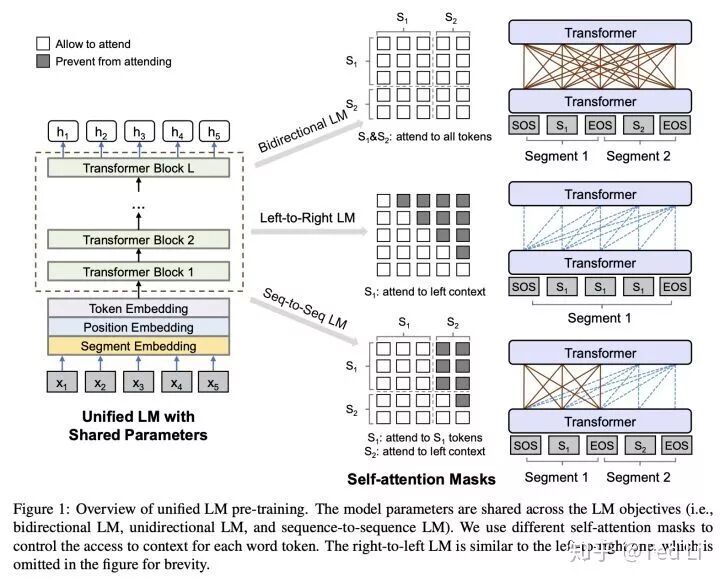 Allow to attend
Prevent from attending
h1 h2 h3 h4 h5
Transformer Block L
...
Transformer Block 2
Transformer Block 1
Token Embedding
Position Embedding
Segment Embedding
x1 x2 x3 x4 x5
Unified LM with
Shared Parameters
Bidirectional LM
Left-to-Right LM
Seq-to-Seq LM
S1 S2
S1
S2
S1&S2: attend to all tokens
S1: attend to left context
S1 S2
S1
S2
S1: attend to S1 tokens
S2: attend to left context
Self-attention Masks
Transformer
Transformer
SOS S1 EOS S2 EOS
Segment 1 Segment 2
Transformer
Transformer
SOS S1 S1 S1 EOS
Segment 1
Transformer
Transformer
SOS S1 EOS S2 EOS
Segment 1 Segment 2
Figure 1: Overview of unified LM pre-training. The model parameters are shared across the LM objectives (i.e.,
bidirectional LM, unidirectional LM, and sequence-to-sequence LM). We use different self-attention masks to
control the access to context for each word token. The right-to-left LM is similar to the left-to-right one, which is
omitted in the figure for brevity.
知乎 @red Li